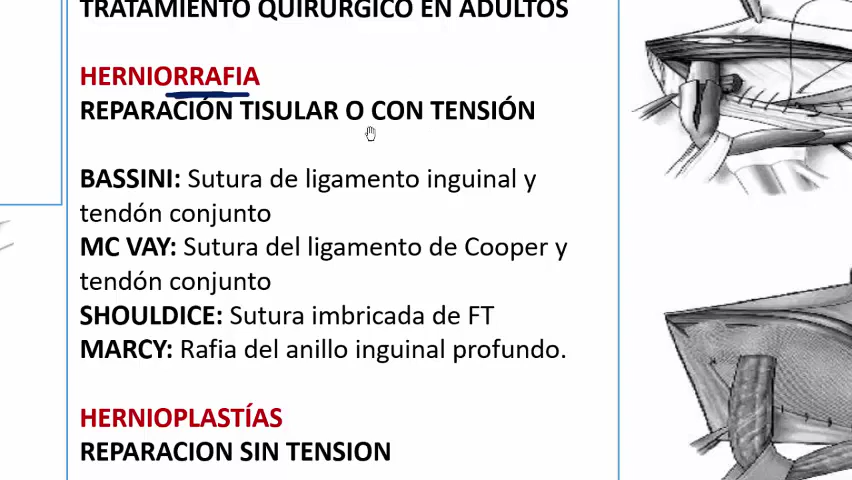 TRATAMIENTO QUIRÚRGICO EN ADULTOS
HERNIORRAFIA
REPARACIÓN TISULAR O CON TENSIÓN
BASSINI: Sutura de ligamento inguinal y
tendón conjunto
MC VAY: Sutura del ligamento de Cooper y
tendón conjunto
SHOULDICE: Sutura imbricada de FT
MARCY: Rafia del anillo inguinal profundo.
HERNIOPLASTÍAS
REPARACION SIN TENSION